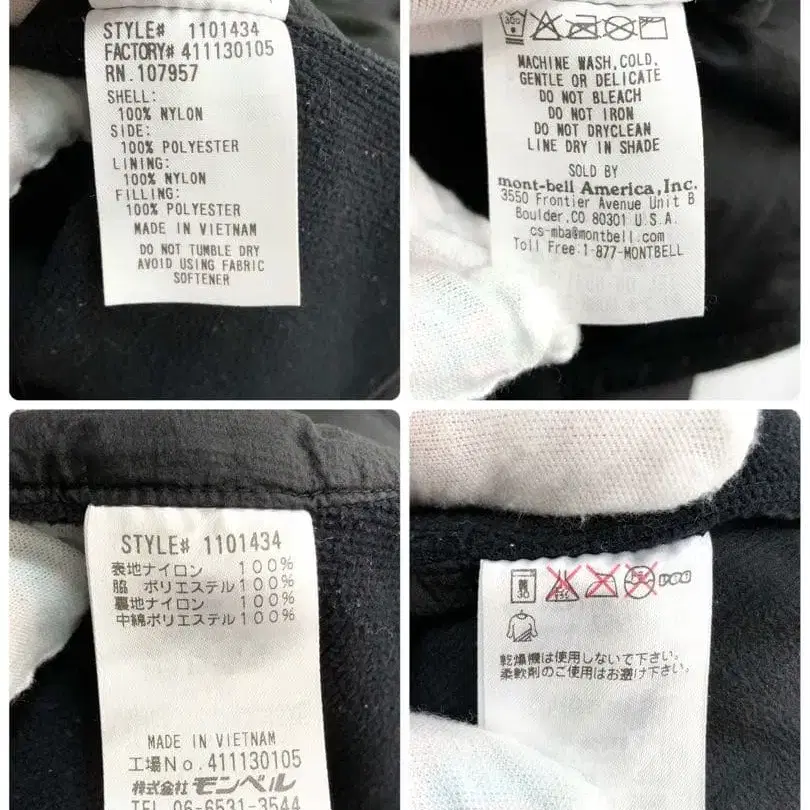 STYLE# 1101434
FACTORY# 411130105
RN.107957
SHELL:
100% NYLON
SIDE:
100% POLYESTER
LINING:
100% NYLON
FILLING:
100% POLYESTER
MADE IN VIETNAM
DO NOT TUMBLE DRY
AVOID USING FABRIC
SOFTENER
MACHINE WASH,COLD,
GENTLE OR DELICATE
DO NOT BLEACH
DO NOT IRON
DO NOT DRYCLEAN
LINE DRY IN SHADE
SOLD BY
mont-bell America,Inc.
3550 Frontier Avenue Unit B
Boulder,CO 80301 U.S.A.
cs-mba@montbell.com
Toll Free:1-877-MONTBELL
STYLE# 1101434
表地ナイロン 100%
脇 ポリエステル100%
裏地ナイロン 100%
中綿ポリエステル100%
MADE IN VIETNAM
工場No.411130105
株式会社モンベル
TEL 06-6531-3544
乾燥機は使用しないで下さい。
柔軟剤のご使用はお避け下さい。